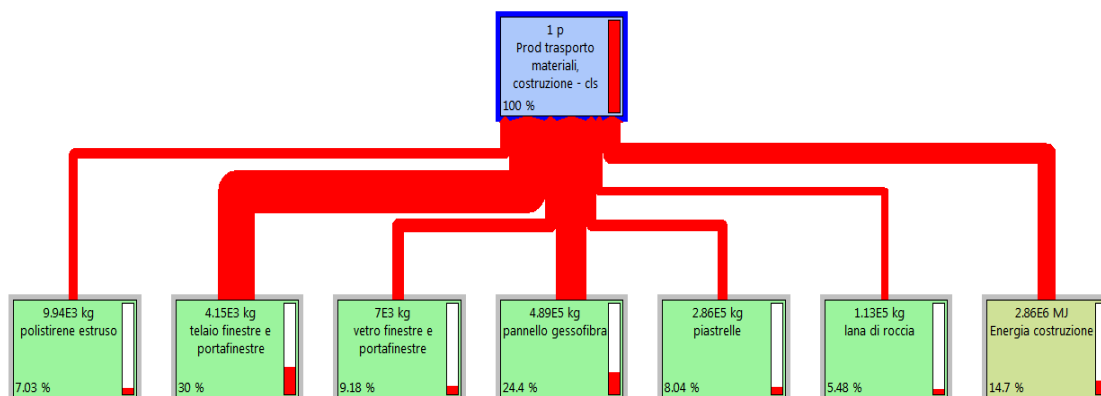 1 p
Prod trasporto
materiali,
costruzione - cls
100 %
9.94E3 kg
polistirene estruso
7.03 %
4.15E3 kg
telaio finestre e
portafinestre
30 %
7E3 kg
vetro finestre e
portafinestre
9.18 %
4.89E5 kg
pannello gessofibra
24.4 %
2.86E5 kg
piastrelle
8.04 %
1.13E5 kg
lana di roccia
5.48 %
2.86E6 MJ
Energia costruzione
14.7 %